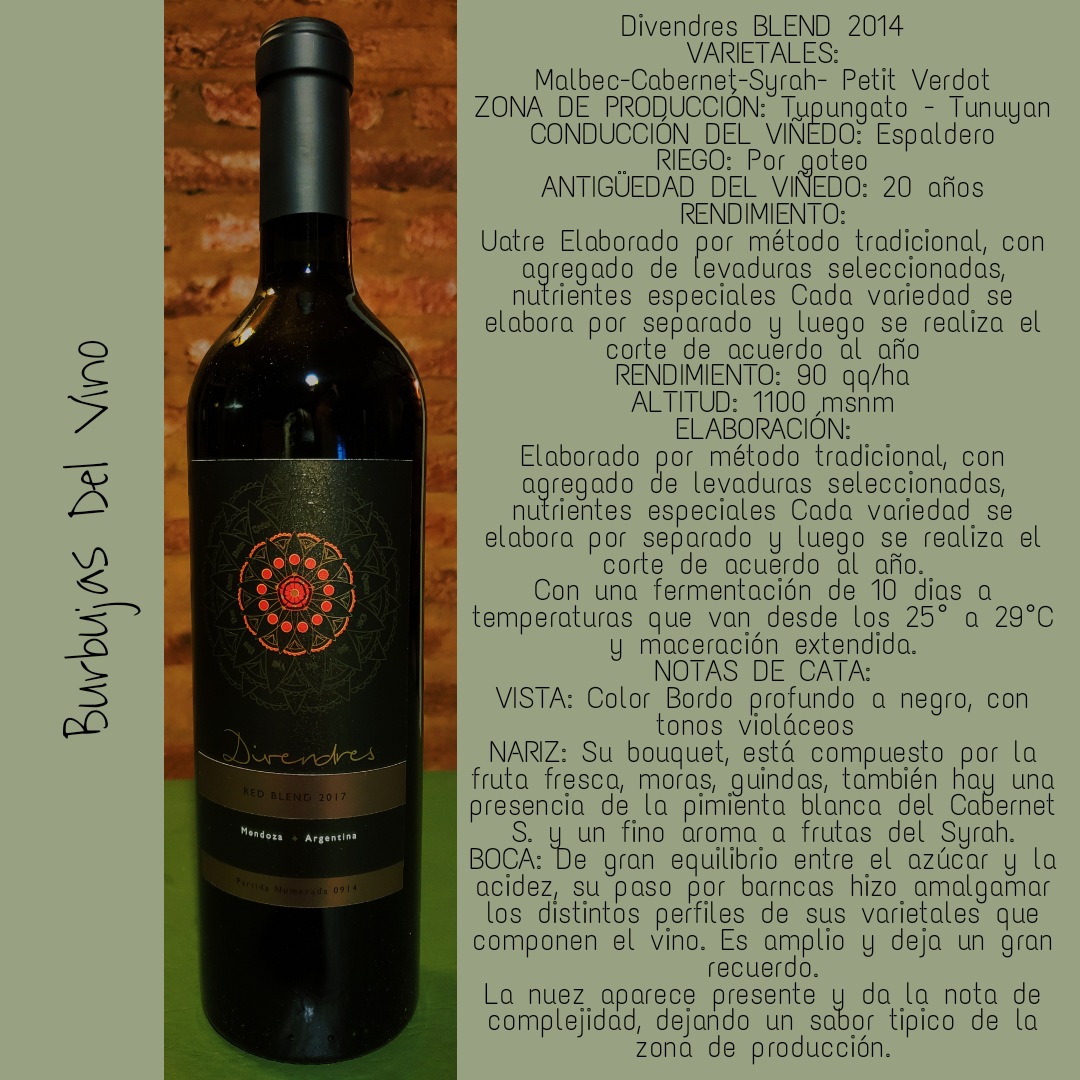 Burbujas Del Vino
Divendres
RED BLEND 2017
Mendoza + Argentina
Partida Numerada 0914
Divendres BLEND 2014
VARIETALES:
Malbec-Cabernet-Syrah- Petit Verdot
ZONA DE PRODUCCIÓN: Tupungato - Tunuyan
CONDUCCIÓN DEL VIÑEDO: Espaldero
RIEGO: Por goteo
ANTIGÜEDAD DEL VIÑEDO: 20 años
RENDIMIENTO:
Uatre Elaborado por método tradicional, con
agregado de levaduras seleccionadas,
nutrientes especiales Cada variedad se
elabora por separado y luego se realiza el
corte de acuerdo al año
RENDIMIENTO: 90 qq/ha
ALTITUD: 1100 msnm
ELABORACIÓN:
Elaborado por método tradicional, con
agregado de levaduras seleccionadas,
nutrientes especiales Cada variedad se
elabora por separado y luego se realiza el
corte de acuerdo al año.
Con una fermentación de 10 dias a
temperaturas que van desde los 25° a 29°C
y maceración extendida.
NOTAS DE CATA:
VISTA: Color Bordo profundo a negro, con
tonos violáceos
NARIZ: Su bouquet, está compuesto por la
fruta fresca, moras, guindas, también hay una
presencia de la pimienta blanca del Cabernet
S. y un fino aroma a frutas del Syrah.
BOCA: De gran equilibrio entre el azúcar y la
acidez, su paso por barncas hizo amalgamar
los distintos perfiles de sus varietales que
componen el vino. Es amplio y deja un gran
recuerdo.
La nuez aparece presente y da la nota de
complejidad, dejando un sabor tipico de la
zona de producción.